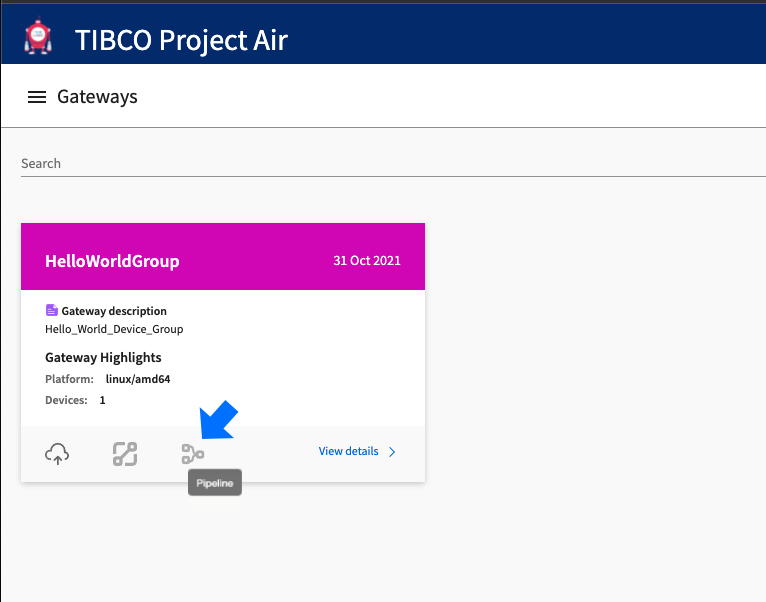 TIBCO Project Air
Gateways
Search
HelloWorldGroup
31 Oct 2021
Gateway description
Hello_World_Device_Group
Gateway Highlights
Platform: linux/amd64
Devices: 1
View details
Pipeline